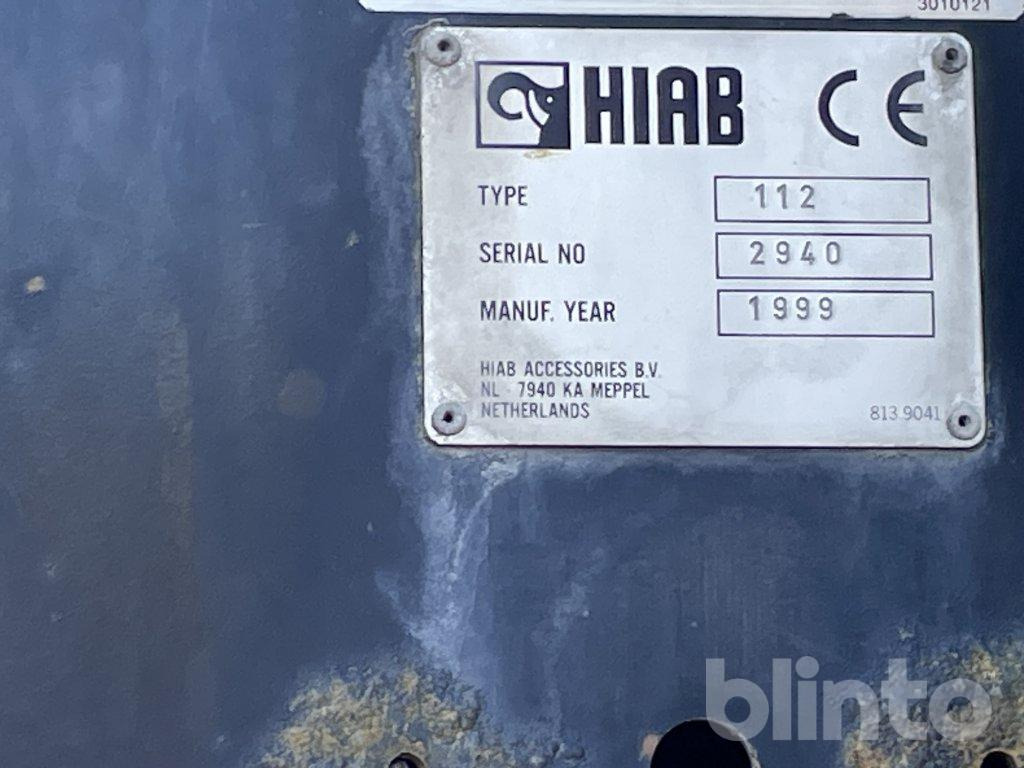 3010121
HIAB CE
TYPE 112
SERIAL NO 2940
MANUF. YEAR 1999
HIAB ACCESSORIES B.V.
NL - 7940 KA MEPPEL
NETHERLANDS
813 9041
blinto